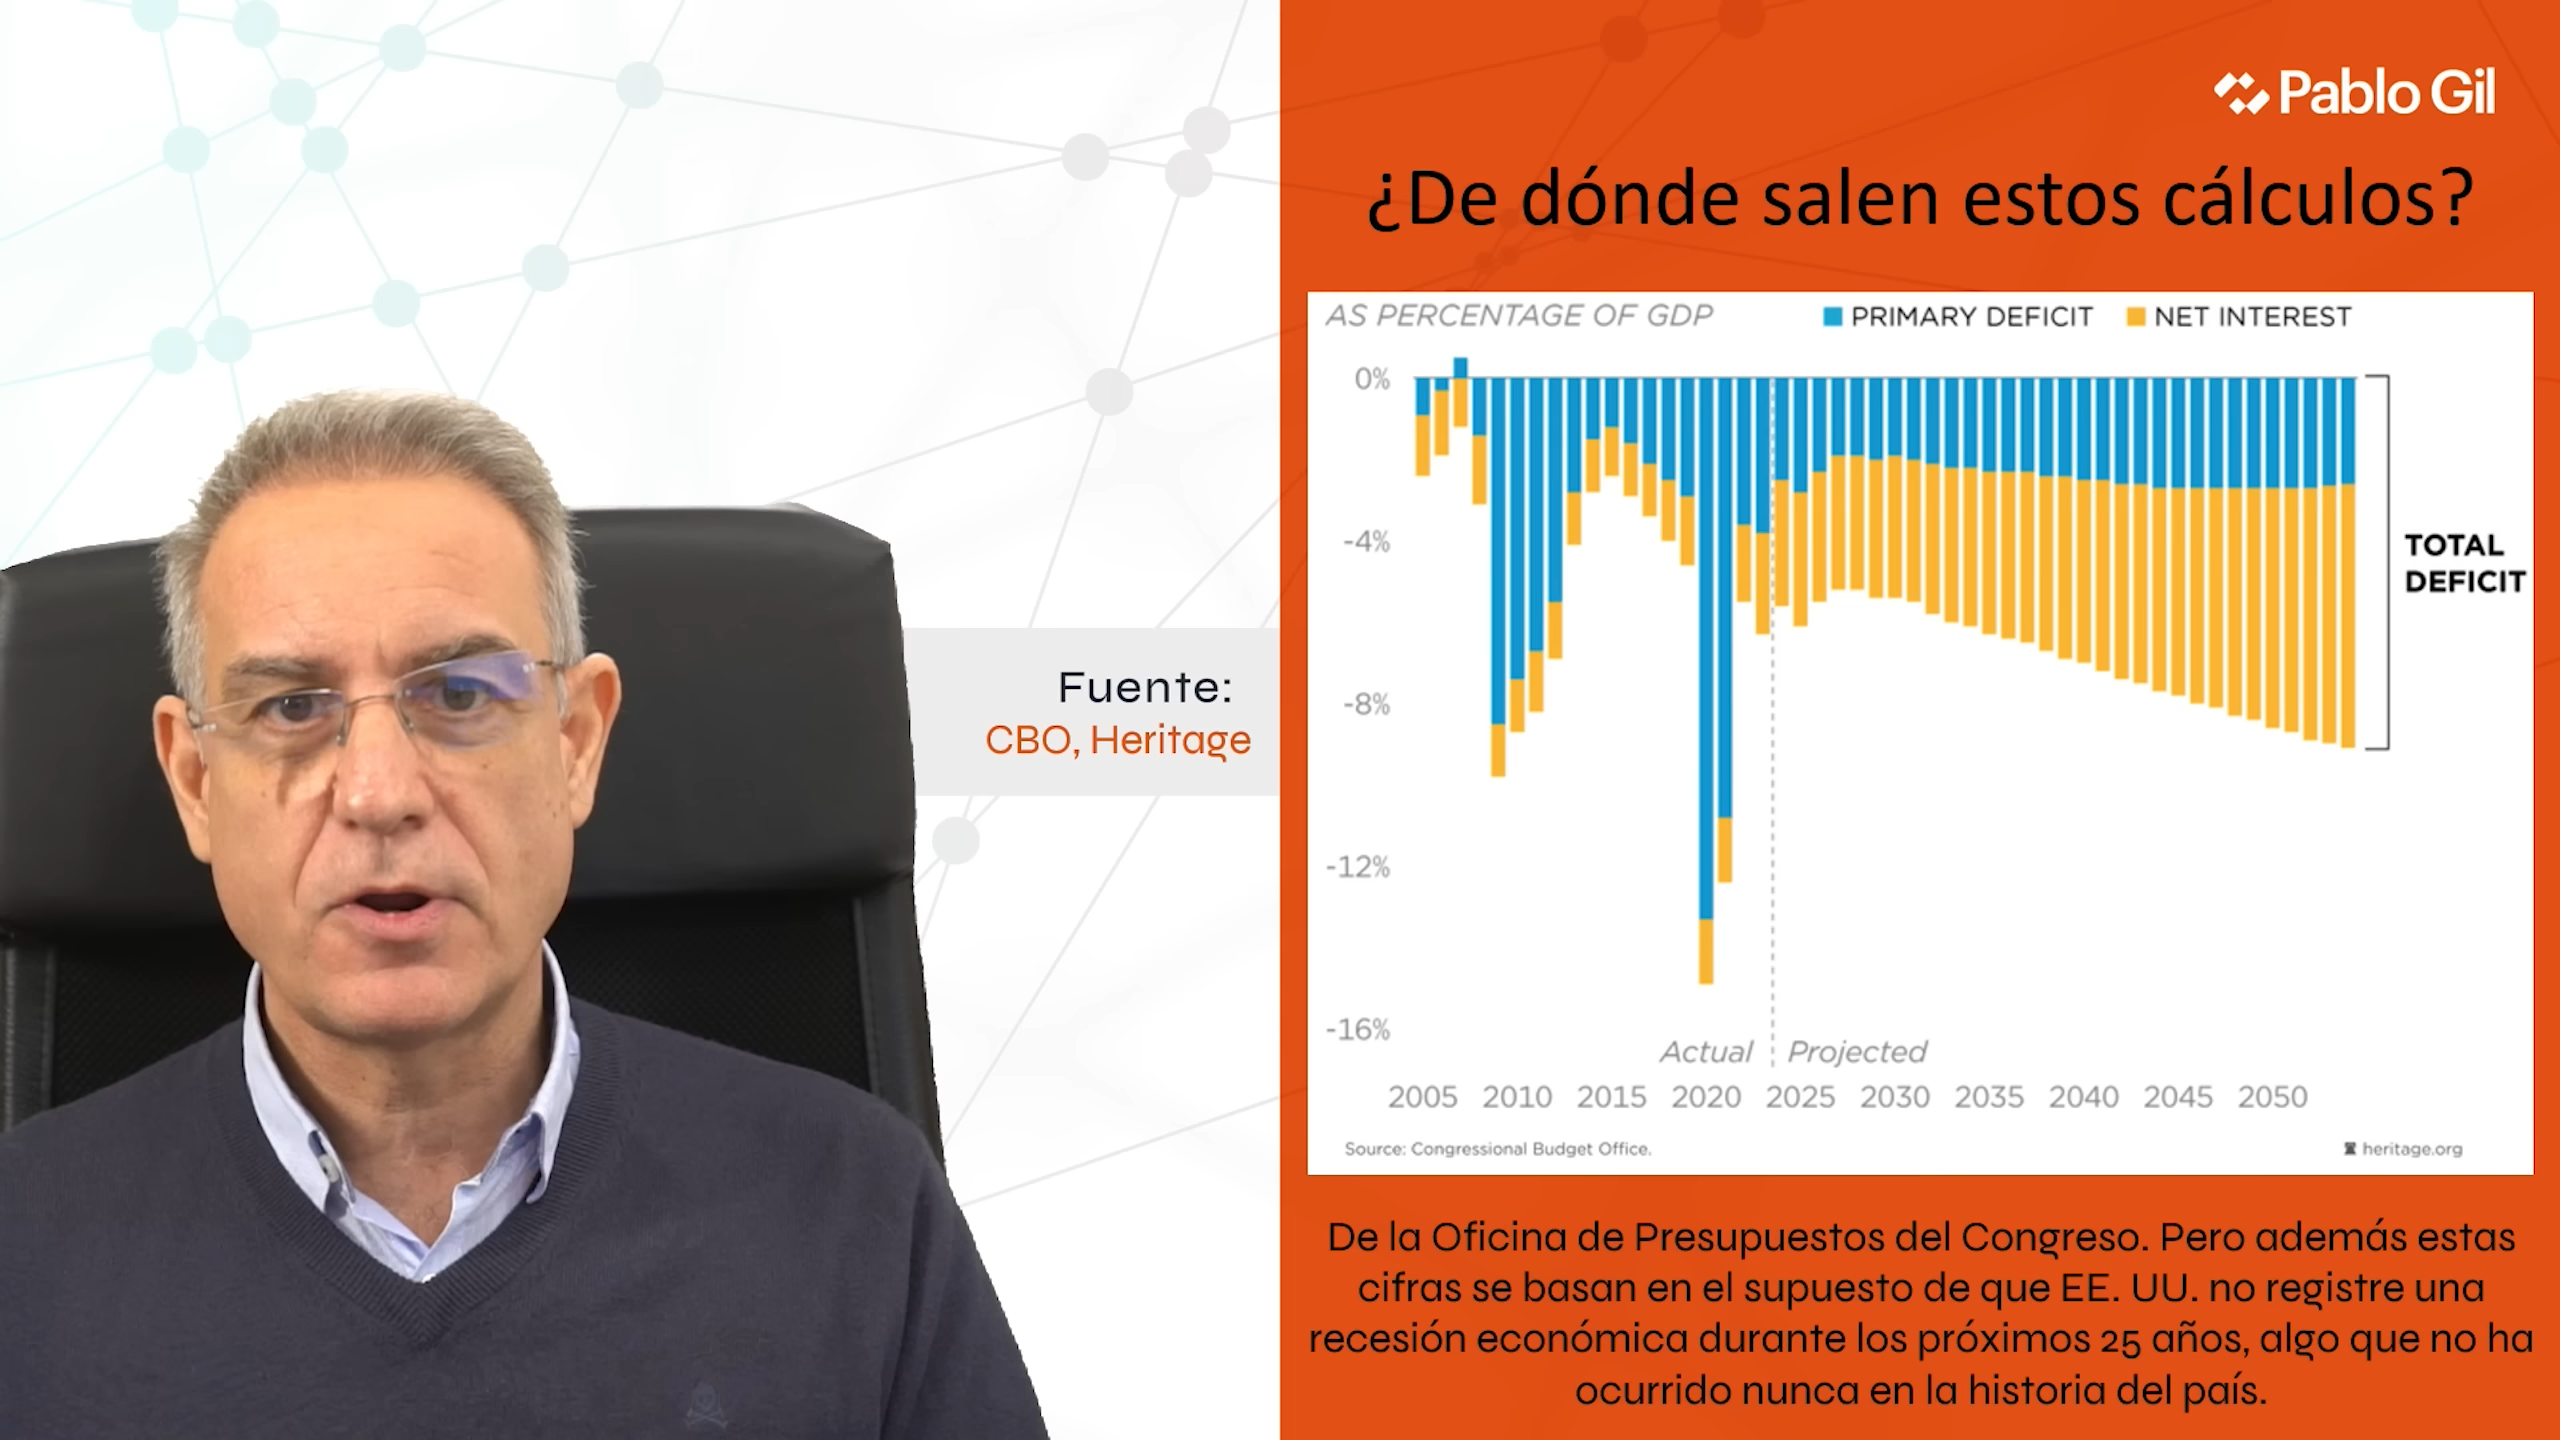 Pablo Gil
¿De dónde salen estos cálculos?
AS PERCENTAGE OF GDP
PRIMARY DEFICIT
NET INTEREST
0%
-4%
-8%
-12%
-16%
TOTAL
DEFICIT
Actual
Projected
2005 2010 2015 2020 2025 2030 2035 2040 2045 2050
Source: Congressional Budget Office.
heritage.org
Fuente:
CBO, Heritage
De la Oficina de Presupuestos del Congreso. Pero además estas
cifras se basan en el supuesto de que EE. UU. no registre una
recesión económica durante los próximos 25 años, algo que no ha
ocurrido nunca en la historia del país.